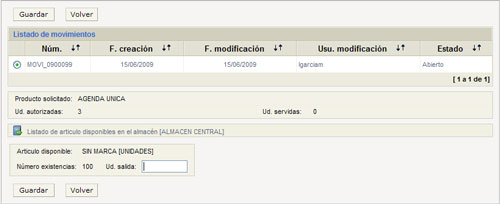 Guardar Volver
Listado de movimientos
Núm. F. creación F. modificación Usu. modificación Estado
MOVI_0900099 15/06/2009 15/06/2009 lgarciam Abierto
[ 1 a 1 de 1]
Producto solicitado: AGENDA UNICA
Ud. autorizadas: 3 Ud. servidas: 0
Listado de articulo disponibles en el almacén [ALMACEN CENTRAL]
Articulo disponible: SIN MARCA [UNIDADES]
Número existencias: 100 Ud. salida:
Guardar Volver